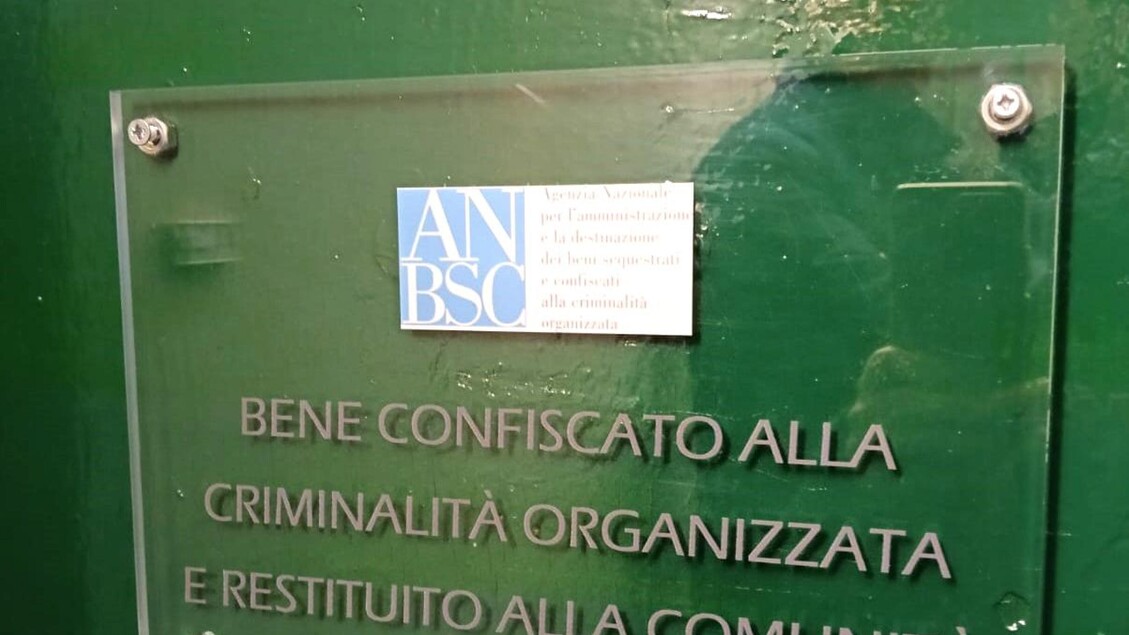 AN
BSC
Agenzia Nazionale
per l'amministrazione
e la destinazione
dei beni sequestrati
e confiscati
alla criminalità
organizzata
BENE CONFISCATO ALLA
CRIMINALITÀ ORGANIZZATA
E RESTITUITO ALLA COMUNITÀ